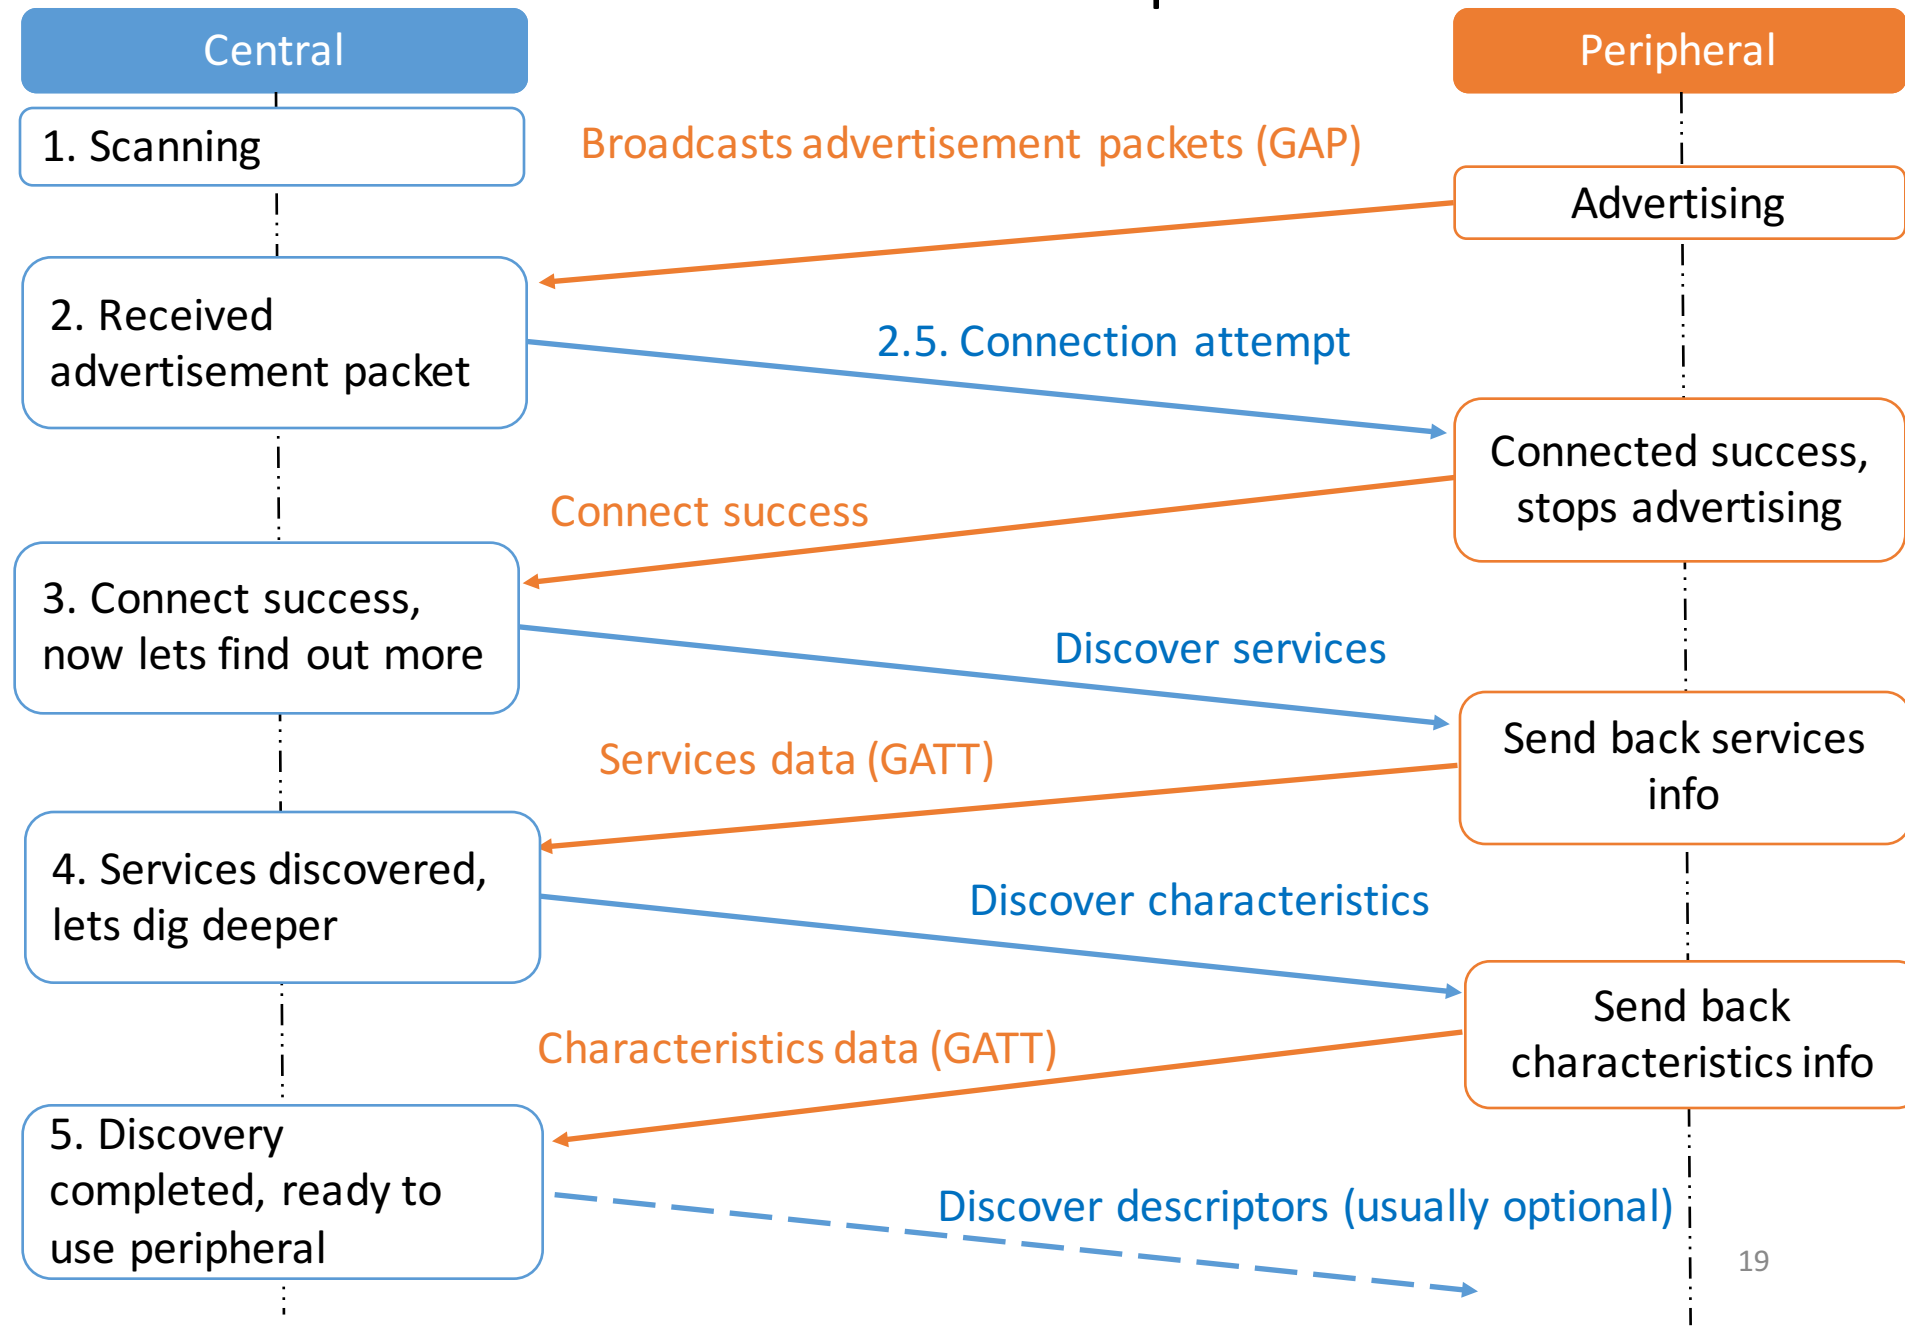 Central
Peripheral
1. Scanning
Broadcasts advertisement packets (GAP)
Advertising
2. Received
advertisement packet
2.5. Connection attempt
Connected success,
stops advertising
Connect success
3. Connect success,
now lets find out more
Discover services
Send back services
info
Services data (GATT)
4. Services discovered,
lets dig deeper
Discover characteristics
Send back
characteristics info
Characteristics data (GATT)
5. Discovery
completed, ready to
use peripheral
Discover descriptors (usually optional)
19